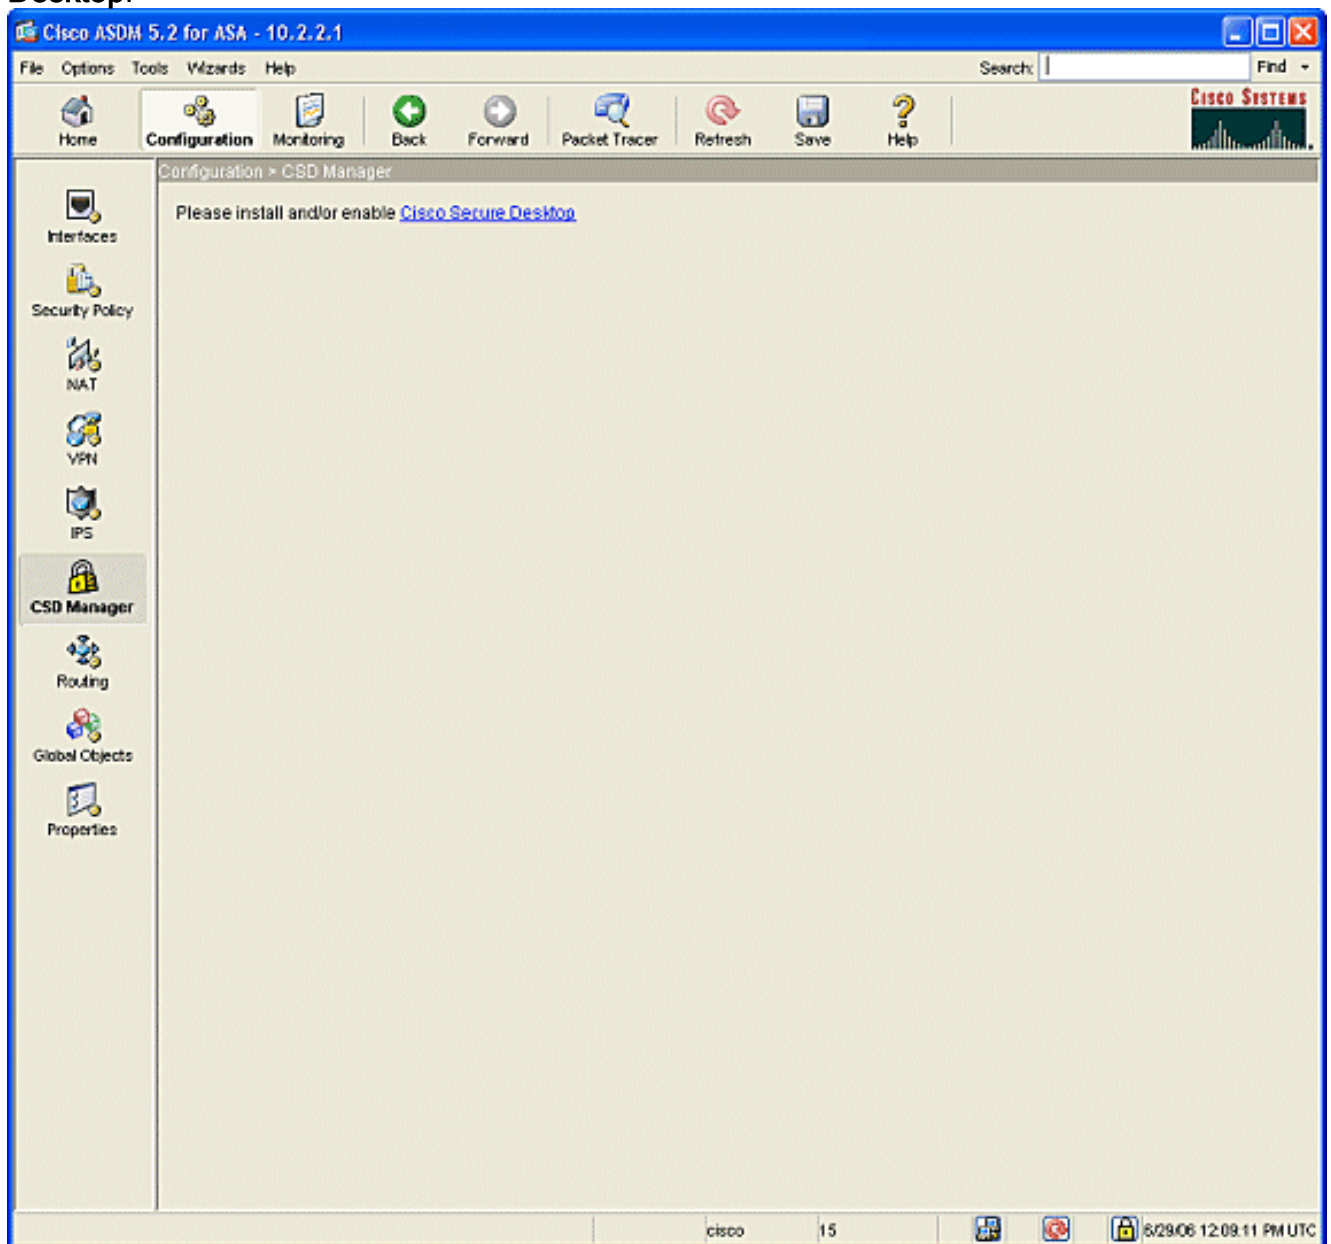 Desktop.
Cisco ASDM 5.2 for ASA - 10.2.2.1
File Options Tools Wizards Help Search: Find
Home Configuration Monitoring Back Forward Packet Tracer Refresh Save Help
CISCO SYSTEMS
Configuration > CSD Manager
Please install and/or enable Cisco Secure Desktop
Interfaces
Security Policy
NAT
VPN
IPS
CSD Manager
Routing
Global Objects
Properties
cisco 15 6/29/06 12:09:11 PM UTC